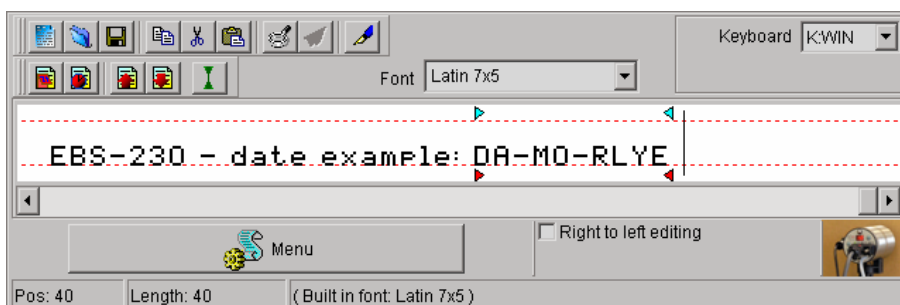 Keyboard K:WIN
Font Latin 7x5
EBS-230 - date example: DA-MO-RLYE
Menu
Right to left editing
Pos: 40 Length: 40 ( Built in font: Latin 7x5 )